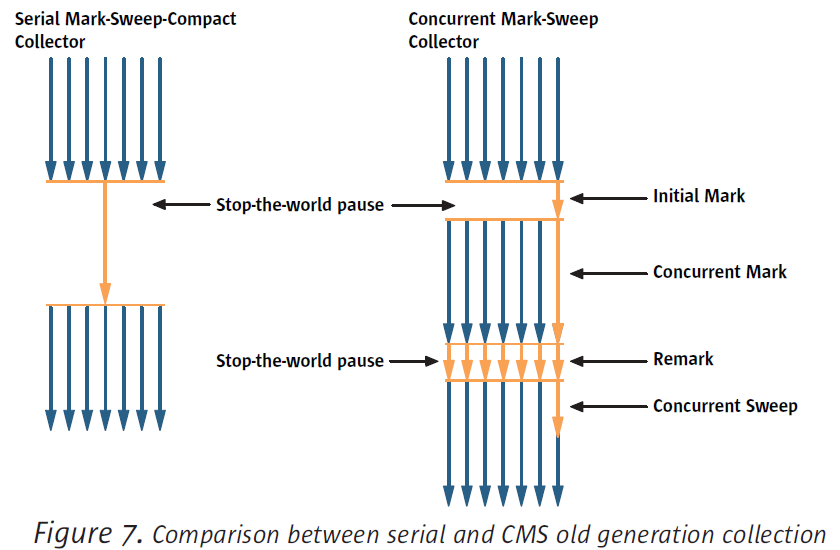 Serial Mark-Sweep-Compact
Collector
Concurrent Mark-Sweep
Collector
Stop-the-world pause
Initial Mark
Concurrent Mark
Stop-the-world pause
Remark
Concurrent Sweep
Figure 7. Comparison between serial and CMS old generation collection